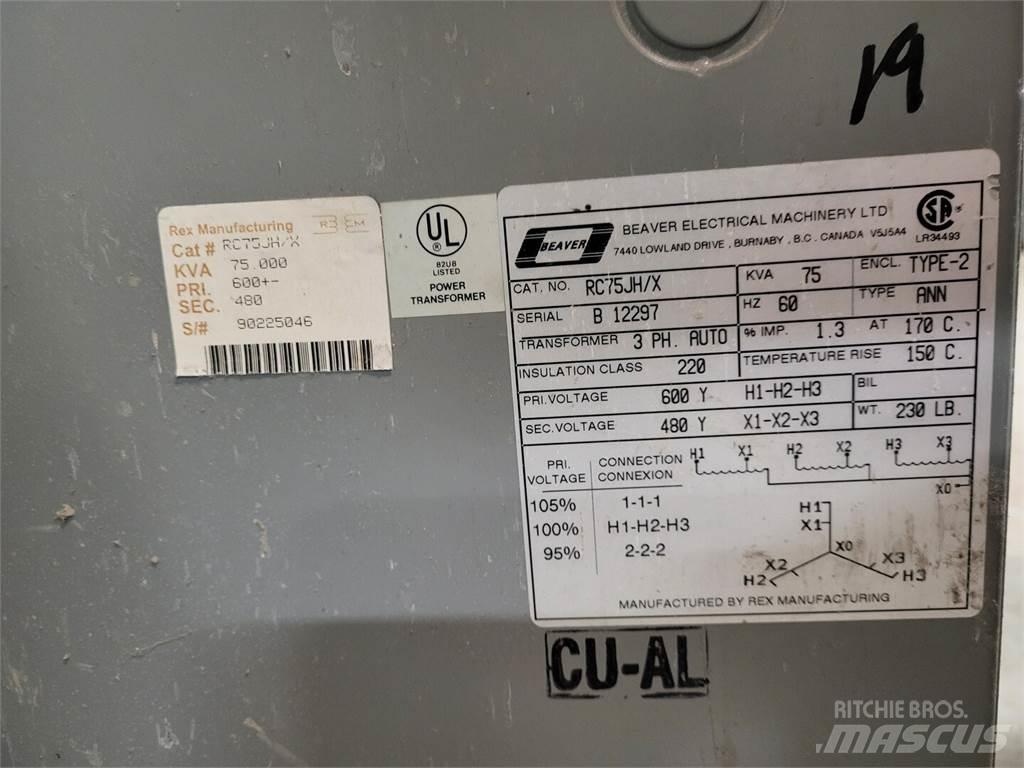 19
Rex Manufacturing
Cat # RC75JH/X
KVA 75.000
PRI. 600+-
SEC. 480
S/# 90225046
UL
82UB
LISTED
POWER
TRANSFORMER
BEAVER
BEAVER ELECTRICAL MACHINERY LTD
7440 LOWLAND DRIVE, BURNABY, B.C. CANADA V5J5A4
LR34493
CAT. NO. RC75JH/X KVA 75 ENCL. TYPE-2
SERIAL B 12297 HZ 60 TYPE ANN
TRANSFORMER 3 PH. AUTO % IMP. 1.3 AT 170 C.
INSULATION CLASS 220 TEMPERATURE RISE 150 C.
PRI.VOLTAGE 600 Y H1-H2-H3 BIL
SEC.VOLTAGE 480 Y X1-X2-X3 WT. 230 LB.
PRI. VOLTAGE CONNECTION CONNEXION
H1 X1 H2 X2 H3 X3
X0
105% 1-1-1
100% H1-H2-H3
95% 2-2-2
H1
X1
X0
X2 X3
H2 H3
MANUFACTURED BY REX MANUFACTURING
CU-AL
RITCHIE BROS.
MASCUS